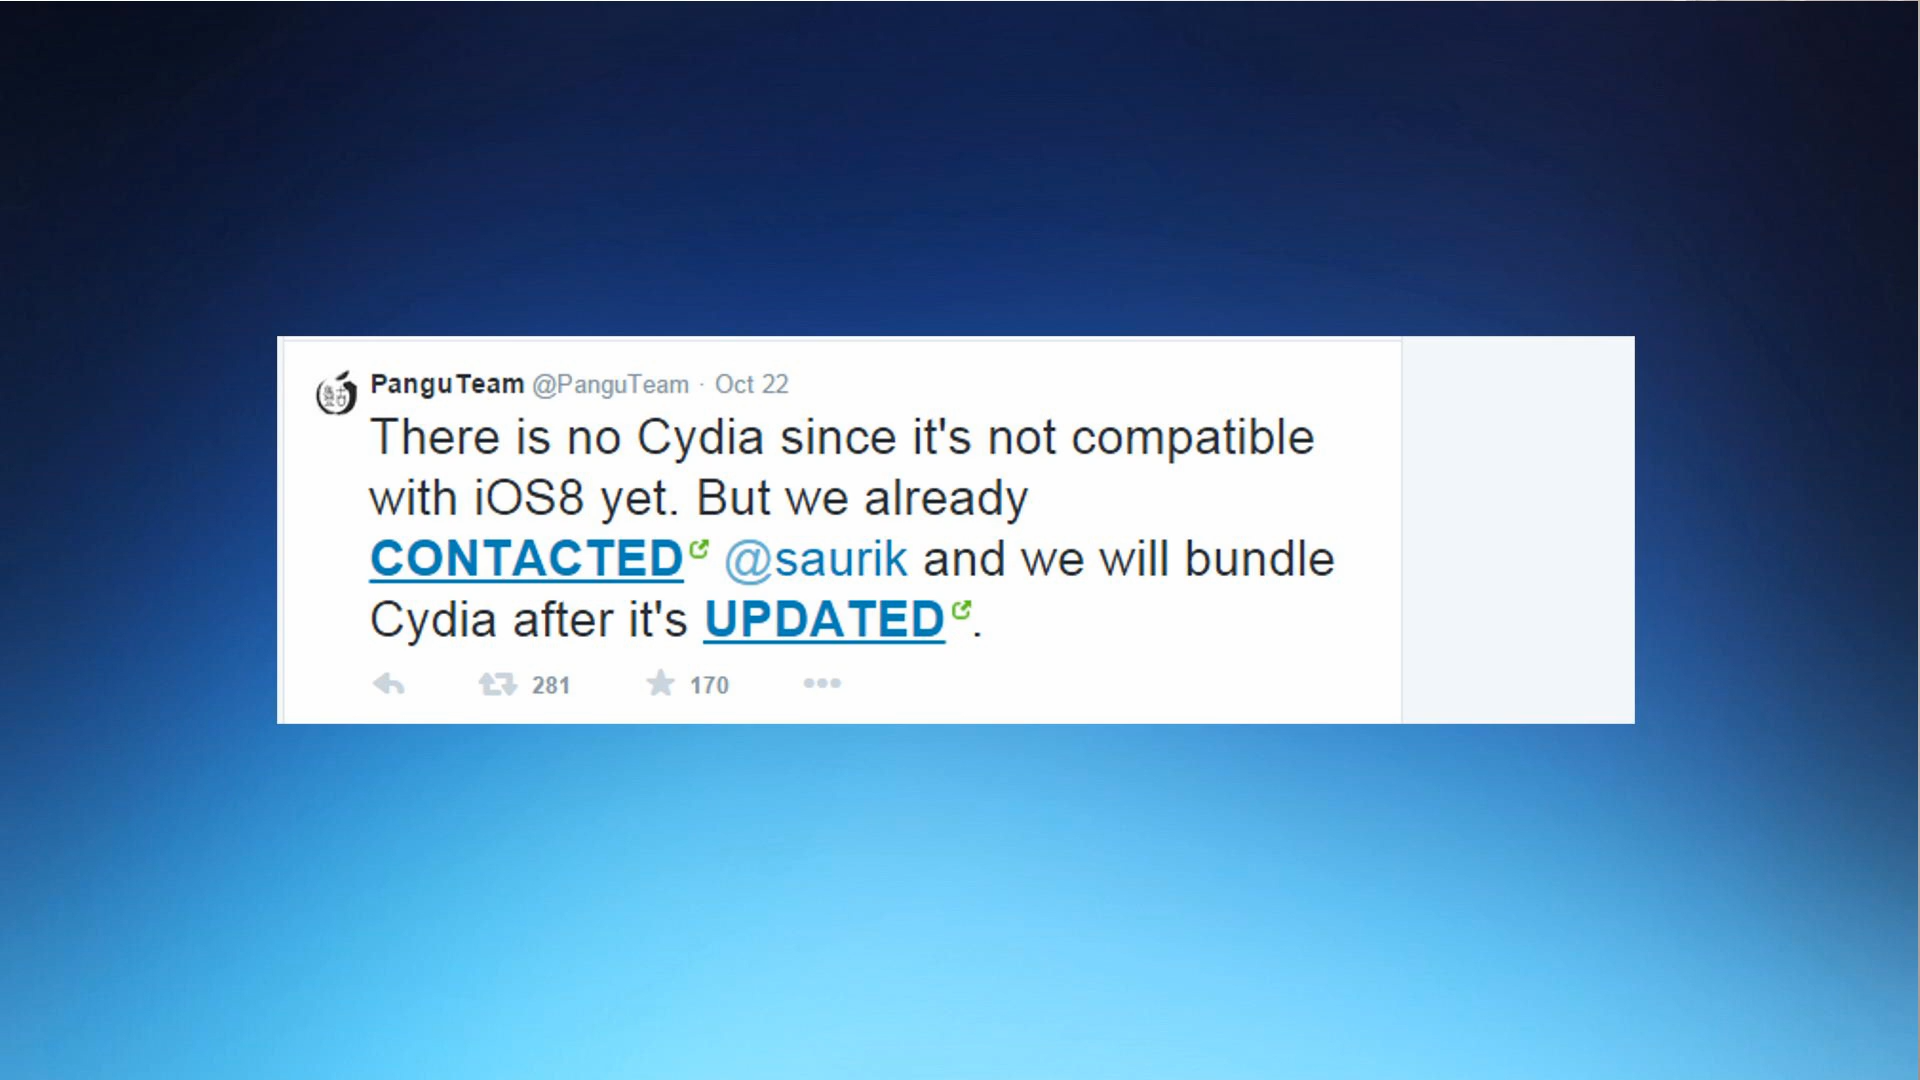 PanguTeam @PanguTeam · Oct 22
There is no Cydia since it's not compatible
with iOS8 yet. But we already
CONTACTED @saurik and we will bundle
Cydia after it's UPDATED.
281 170